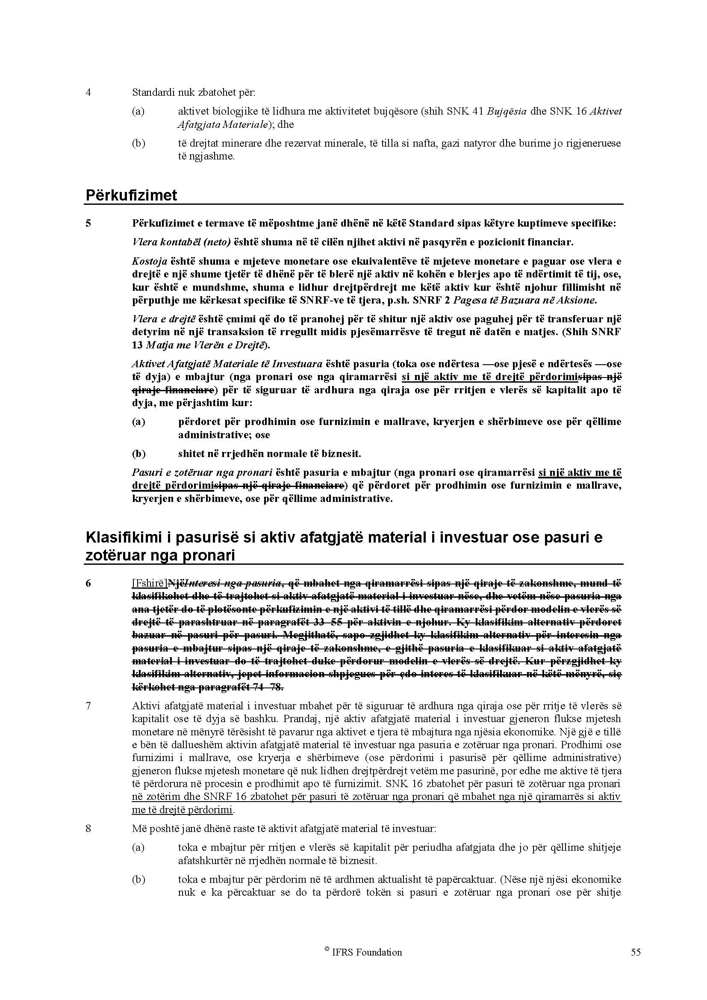 4 Standardi nuk zbatohet për:
(a) aktivet biologjike të lidhura me aktivitetet bujqësore (shih SNK 41 Bujqësia dhe SNK 16 Aktivet
Afatgjata Materiale); dhe
(b) të drejtat minerare dhe rezervat minerale, të tilla si nafta, gazi natyror dhe burime jo rigjeneruese
të ngjashme.
Përkufizimet
5 Përkufizimet e termave të mëposhtme janë dhënë në këtë Standard sipas këtyre kuptimeve specifike:
Vlera kontabël (neto) është shuma në të cilën njihet aktivi në pasqyrën e pozicionit financiar.
Kostoja është shuma e mjeteve monetare ose ekuivalentëve të mjeteve monetare e paguar ose vlera e
drejtë e një shume tjetër të dhënë për të blerë një aktiv në kohën e blerjes apo të ndërtimit të tij, ose,
kur është e mundshme, shuma e lidhur drejtpërdrejt me këtë aktiv kur është njohur fillimisht në
përputhje me kërkesat specifike të SNRF-ve të tjera, p.sh. SNRF 2 Pagesa të Bazuara në Aksione.
Vlera e drejtë është çmimi që do të pranohej për të shitur një aktiv ose paguhej për të transferuar një
detyrim në një transaksion të rregullt midis pjesëmarrësve të tregut në datën e matjes. (Shih SNRF
13 Matja me Vlerën e Drejtë).
Aktivet Afatgjatë Materiale të Investuara është pasuria (toka ose ndërtesa —ose pjesë e ndërtesës —ose
të dyja) e mbajtur (nga pronari ose nga qiramarrësi si një aktiv me të drejtë përdorimisipas një
qiraje financiare) për të siguruar të ardhura nga qiraja ose për rritjen e vlerës së kapitalit apo të
dyja, me përjashtim kur:
(a) përdoret për prodhimin ose furnizimin e mallrave, kryerjen e shërbimeve ose për qëllime
administrative; ose
(b) shitet në rrjedhën normale të biznesit.
Pasuri e zotëruar nga pronari është pasuria e mbajtur (nga pronari ose qiramarrësi si një aktiv me të
drejtë përdorimisipas një qiraje financiare) që përdoret për prodhimin ose furnizimin e mallrave,
kryerjen e shërbimeve, ose për qëllime administrative.
Klasifikimi i pasurisë si aktiv afatgjatë material i investuar ose pasuri e
zotëruar nga pronari
6 [Fshirë]NjëInteresi nga pasuria, që mbahet nga qiramarrësi sipas një qiraje të zakonshme, mund të
klasifikohet dhe të trajtohet si aktiv afatgjatë material i investuar nëse, dhe vetëm nëse pasuria nga
ana tjetër do të plotësonte përkufizimin e një aktivi të tillë dhe qiramarrësi përdor modelin e vlerës së
drejtë të parashtruar në paragrafët 33–55 për aktivin e njohur. Ky klasifikim alternativ përdoret
bazuar në pasuri për pasuri. Megjithatë, sapo zgjidhet ky klasifikim alternativ për interesin nga
pasuria e mbajtur sipas një qiraje të zakonshme, e gjithë pasuria e klasifikuar si aktiv afatgjatë
material i investuar do të trajtohet duke përdorur modelin e vlerës së drejtë. Kur përzgjidhet ky
klasifikim alternativ, jepet informacion shpjegues për çdo interes të klasifikuar në këtë mënyrë, siç
kërkohet nga paragrafët 74–78.
7 Aktivi afatgjatë material i investuar mbahet për të siguruar të ardhura nga qiraja ose për rritje të vlerës së
kapitalit ose të dyja së bashku. Prandaj, një aktiv afatgjatë material i investuar gjeneron flukse mjetesh
monetare në mënyrë tërësisht të pavarur nga aktivet e tjera të mbajtura nga njësia ekonomike. Një gjë e tillë
e bën të dallueshëm aktivin afatgjatë material të investuar nga pasuria e zotëruar nga pronari. Prodhimi ose
furnizimi i mallrave, ose kryerja e shërbimeve (ose përdorimi i pasurisë për qëllime administrative)
gjeneron flukse mjetesh monetare që nuk lidhen drejtpërdrejt vetëm me pasurinë, por edhe me aktive të tjera
të përdorura në procesin e prodhimit apo të furnizimit. SNK 16 zbatohet për pasuri të zotëruar nga pronari
në zotërim dhe SNRF 16 zbatohet për pasuri të zotëruar nga pronari që mbahet nga një qiramarrës si aktiv
me të drejtë përdorimi.
8 Më poshtë janë dhënë raste të aktivit afatgjatë material të investuar:
(a) toka e mbajtur për rritjen e vlerës së kapitalit për periudha afatgjata dhe jo për qëllime shitjeje
afatshkurtër në rrjedhën normale të biznesit.
(b) toka e mbajtur për përdorim në të ardhmen aktualisht të papërcaktuar. (Nëse një njësi ekonomike
nuk e ka përcaktuar se do ta përdorë tokën si pasuri e zotëruar nga pronari ose për shitje
© IFRS Foundation 55